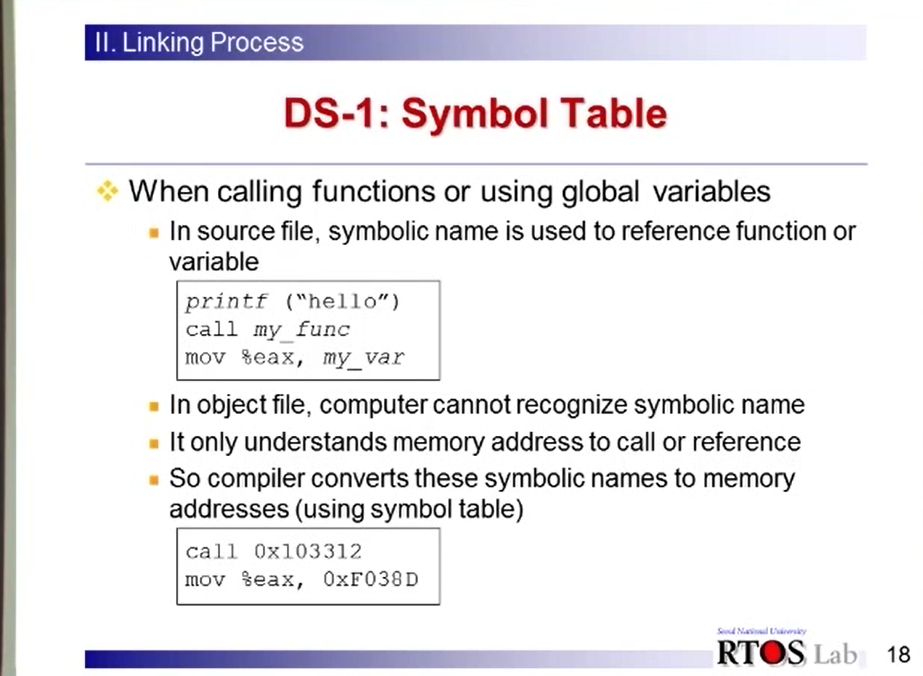 II. Linking Process
DS-1: Symbol Table
When calling functions or using global variables
In source file, symbolic name is used to reference function or
variable
printf ("hello")
call my_func
mov %eax, my_var
In object file, computer cannot recognize symbolic name
It only understands memory address to call or reference
So compiler converts these symbolic names to memory
addresses (using symbol table)
call 0x103312
mov %eax, 0xF038D
Seoul National University
RTOS Lab
18